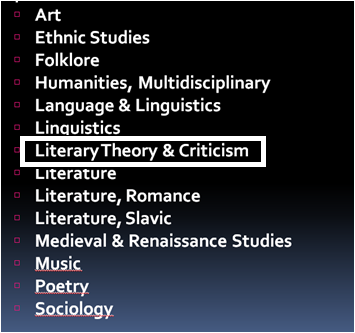 Art
Ethnic Studies
Folklore
Humanities, Multidisciplinary
Language & Linguistics
Linguistics
Literary Theory & Criticism
Literature
Literature, Romance
Literature, Slavic
Medieval & Renaissance Studies
Music
Poetry
Sociology